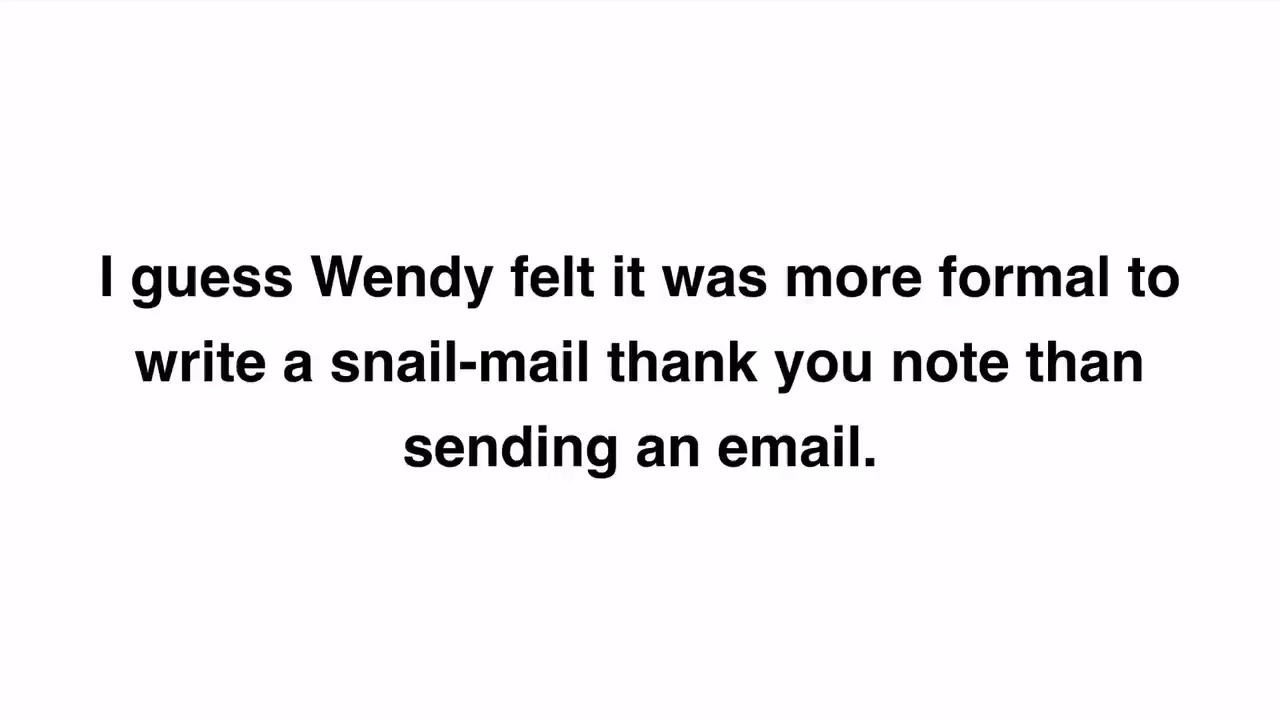 I guess Wendy felt it was more formal to
write a snail-mail thank you note than
sending an email.